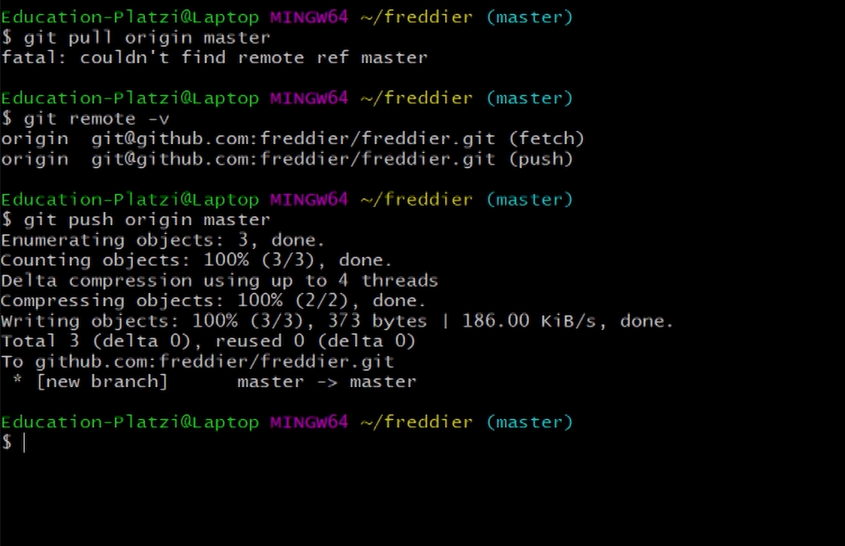 Education-Platzi@Laptop MINGW64 ~/freddier (master)
$ git pull origin master
fatal: couldn't find remote ref master
Education-Platzi@Laptop MINGW64 ~/freddier (master)
$ git remote -v
origin  git@github.com:freddier/freddier.git (fetch)
origin  git@github.com:freddier/freddier.git (push)
Education-Platzi@Laptop MINGW64 ~/freddier (master)
$ git push origin master
Enumerating objects: 3, done.
Counting objects: 100% (3/3), done.
Delta compression using up to 4 threads
Compressing objects: 100% (2/2), done.
Writing objects: 100% (3/3), 373 bytes | 186.00 KiB/s, done.
Total 3 (delta 0), reused 0 (delta 0)
To github.com:freddier/freddier.git
 * [new branch]      master -> master
Education-Platzi@Laptop MINGW64 ~/freddier (master)
$